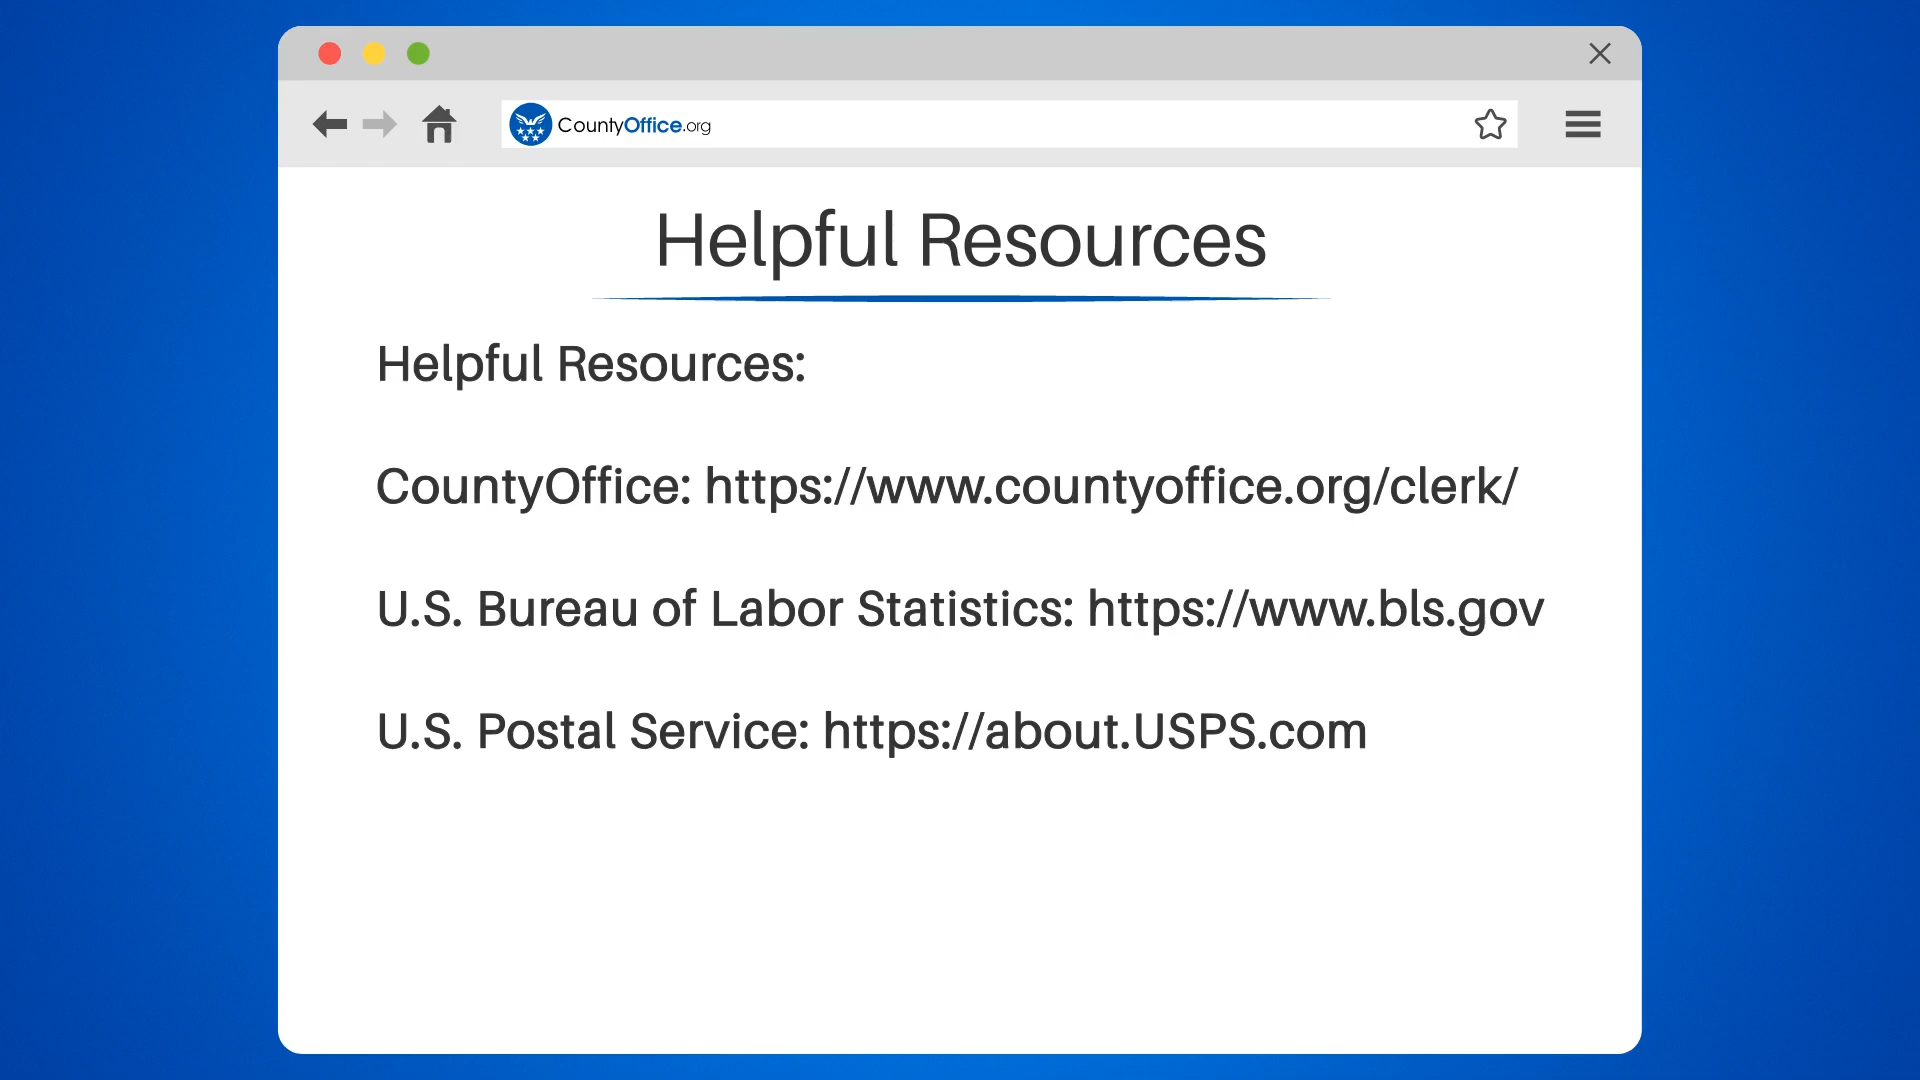 CountyOffice.org
Helpful Resources
Helpful Resources:
CountyOffice: https://www.countyoffice.org/clerk/
U.S. Bureau of Labor Statistics: https://www.bls.gov
U.S. Postal Service: https://about.USPS.com